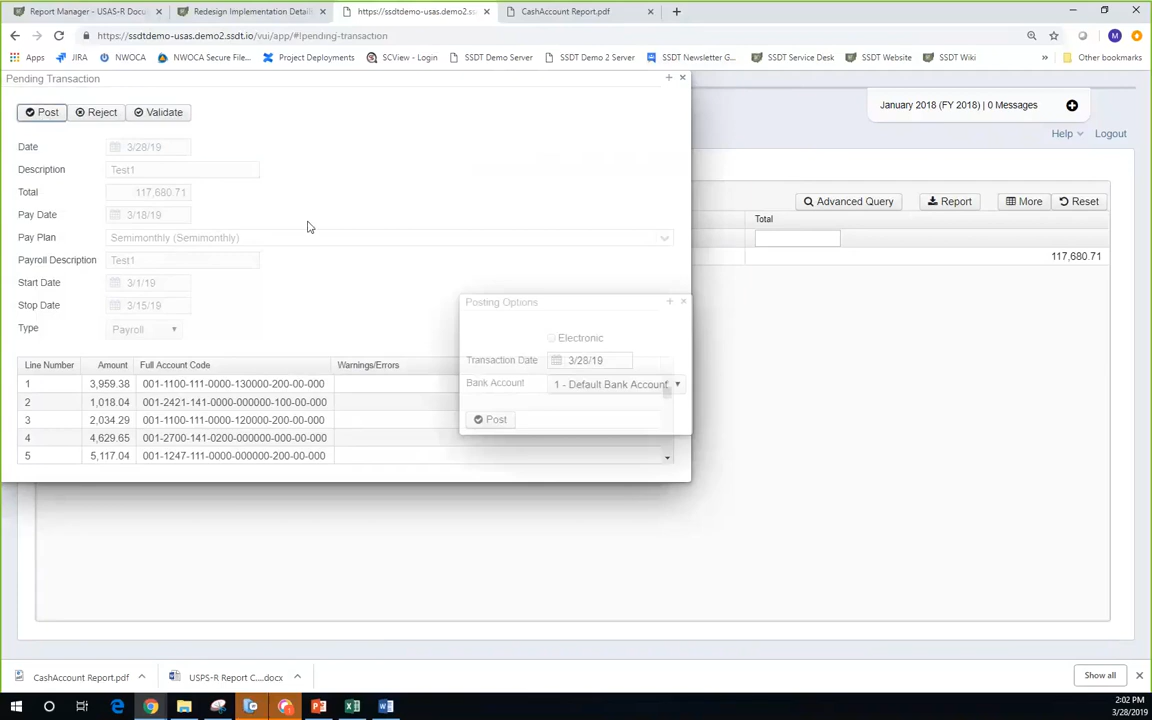 Report Manager - USAS-R Docu
Redesign Implementation Details
https://ssdtdemo-usas.demo2.ss
CashAccount Report.pdf
https://ssdtdemo-usas.demo2.ssdt.io/vui/app/#!pending-transaction
M
Apps
JIRA
NWOCA
NWOCA Secure File...
Project Deployments
SCView - Login
SSDT Demo Server
SSDT Demo 2 Server
SSDT Newsletter G...
SSDT Service Desk
SSDT Website
SSDT Wiki
»
Other bookmarks
Pending Transaction
January 2018 (FY 2018) | 0 Messages
Post
Reject
Validate
Help
Logout
Date 3/28/19
Description Test1
Total 117,680.71
Pay Date 3/18/19
Pay Plan Semimonthly (Semimonthly)
Payroll Description Test1
Start Date 3/1/19
Stop Date 3/15/19
Type Payroll
Advanced Query
Report
More
Reset
Total
117,680.71
Posting Options
Electronic
Transaction Date 3/28/19
Bank Account 1 - Default Bank Account
Post
Line Number Amount Full Account Code Warnings/Errors
1 3,959.38 001-1100-111-0000-130000-200-00-000
2 1,018.04 001-2421-141-0000-000000-100-00-000
3 2,034.29 001-1100-111-0000-120000-200-00-000
4 4,629.65 001-2700-141-0200-000000-000-00-000
5 5,117.04 001-1247-111-0000-000000-200-00-000
CashAccount Report.pdf
USPS-R Report C....docx
Show all
2:02 PM
3/28/2019